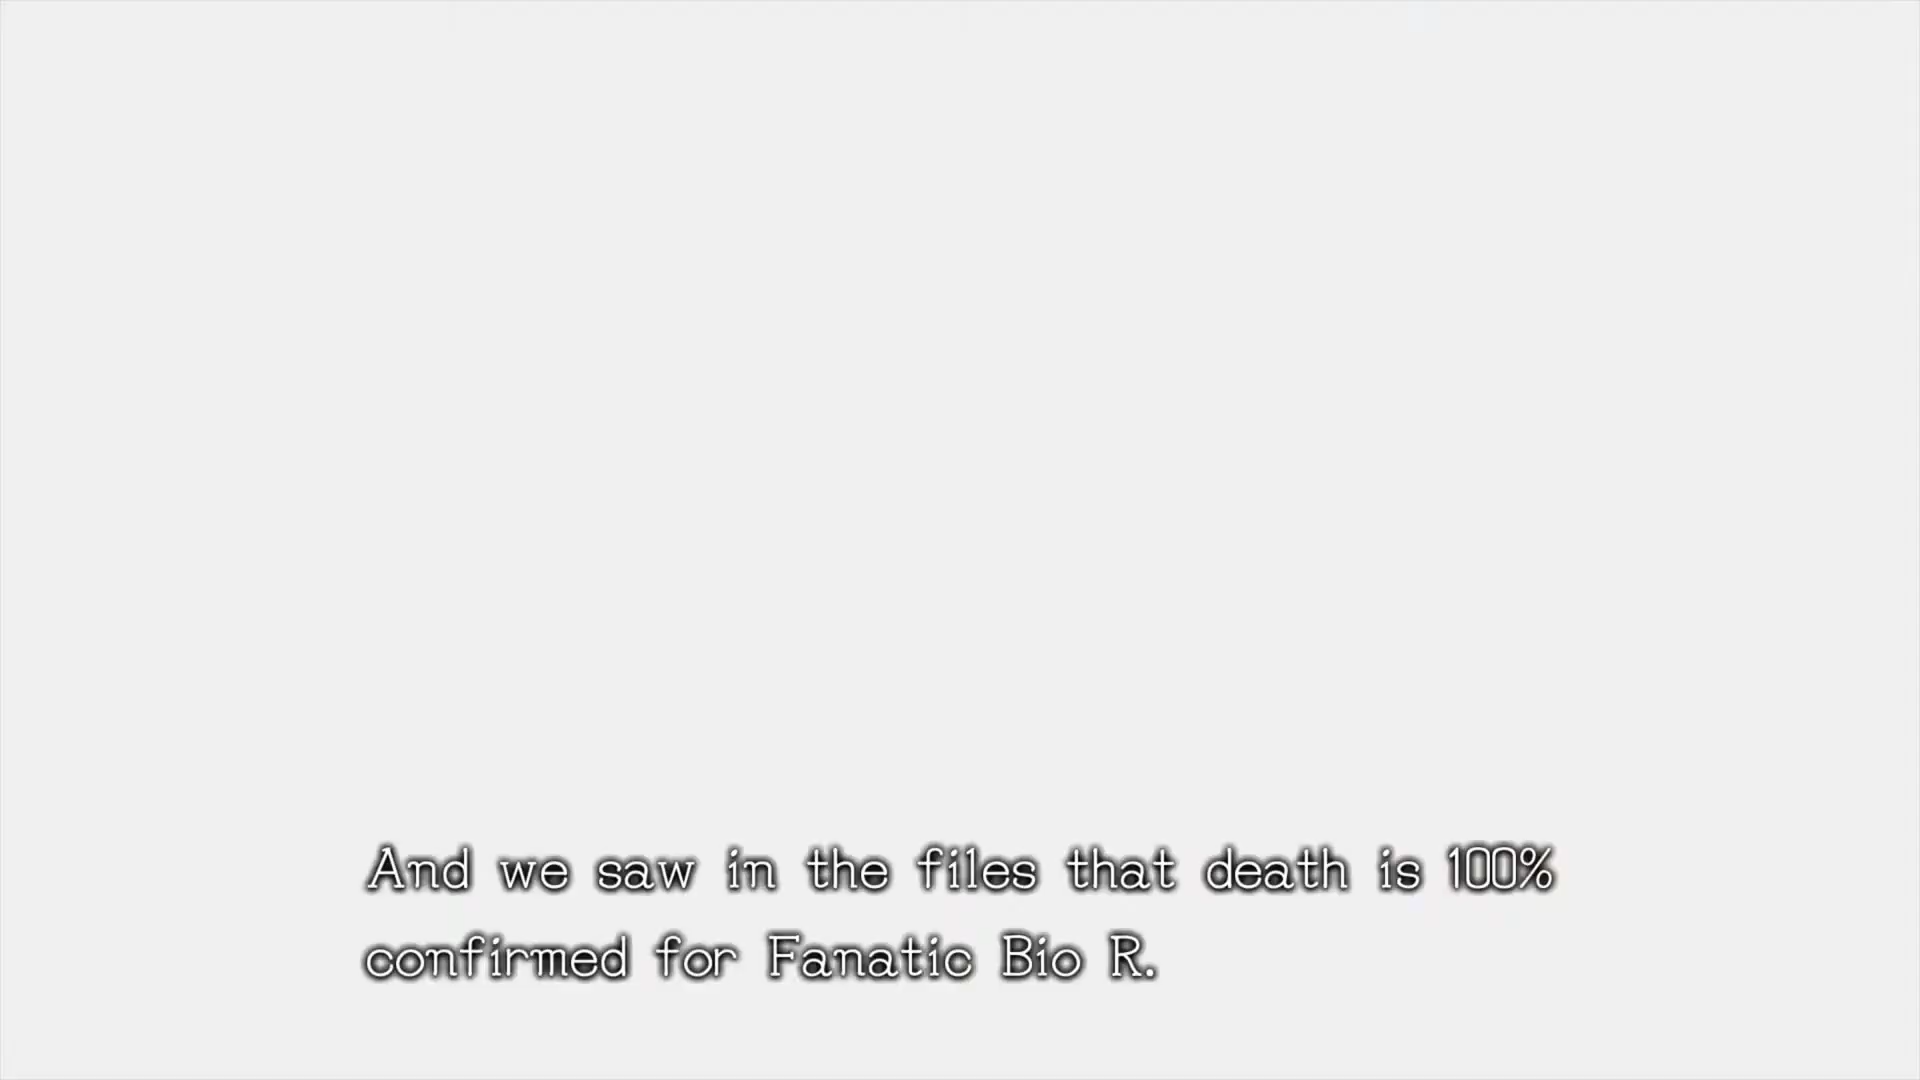 And we saw in the files that death is 100%
confirmed for Fanatic Bio R.